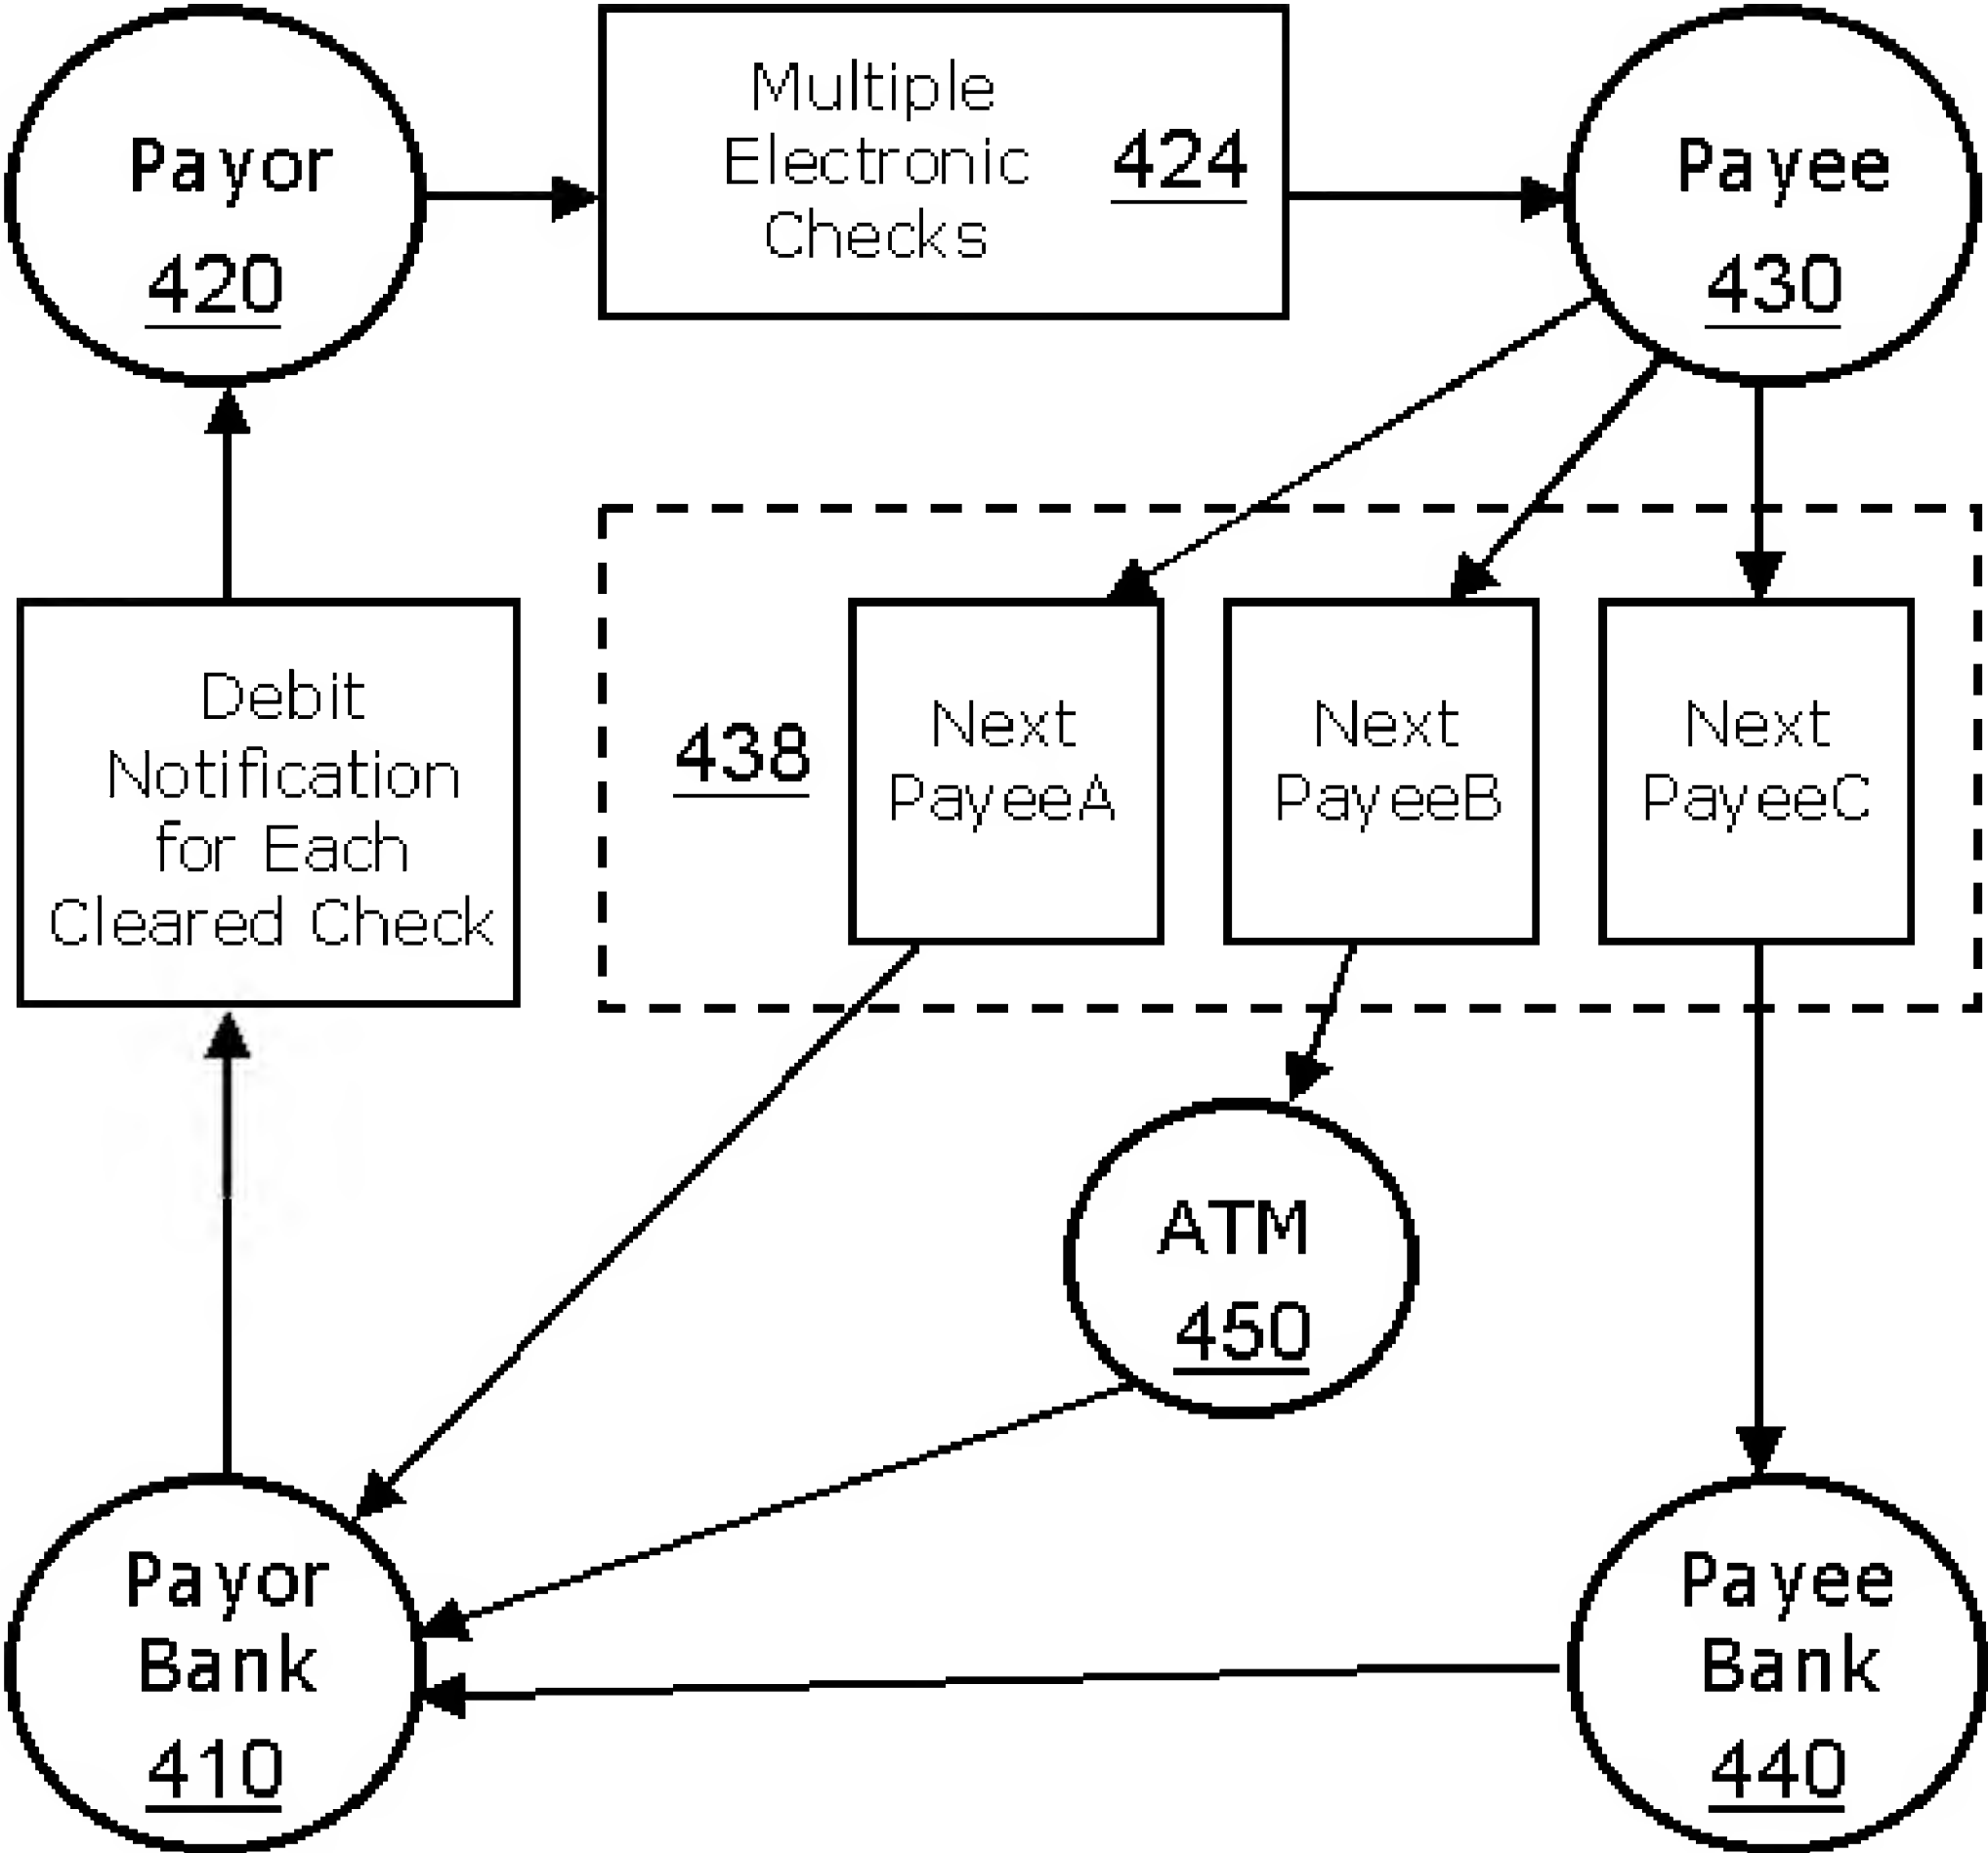 Payor
420
Multiple
Electronic
Checks
424
Payee
430
Debit
Notification
for Each
Cleared Check
438
Next
PayeeA
Next
PayeeB
Next
PayeeC
ATM
450
Payor
Bank
410
Payee
Bank
440